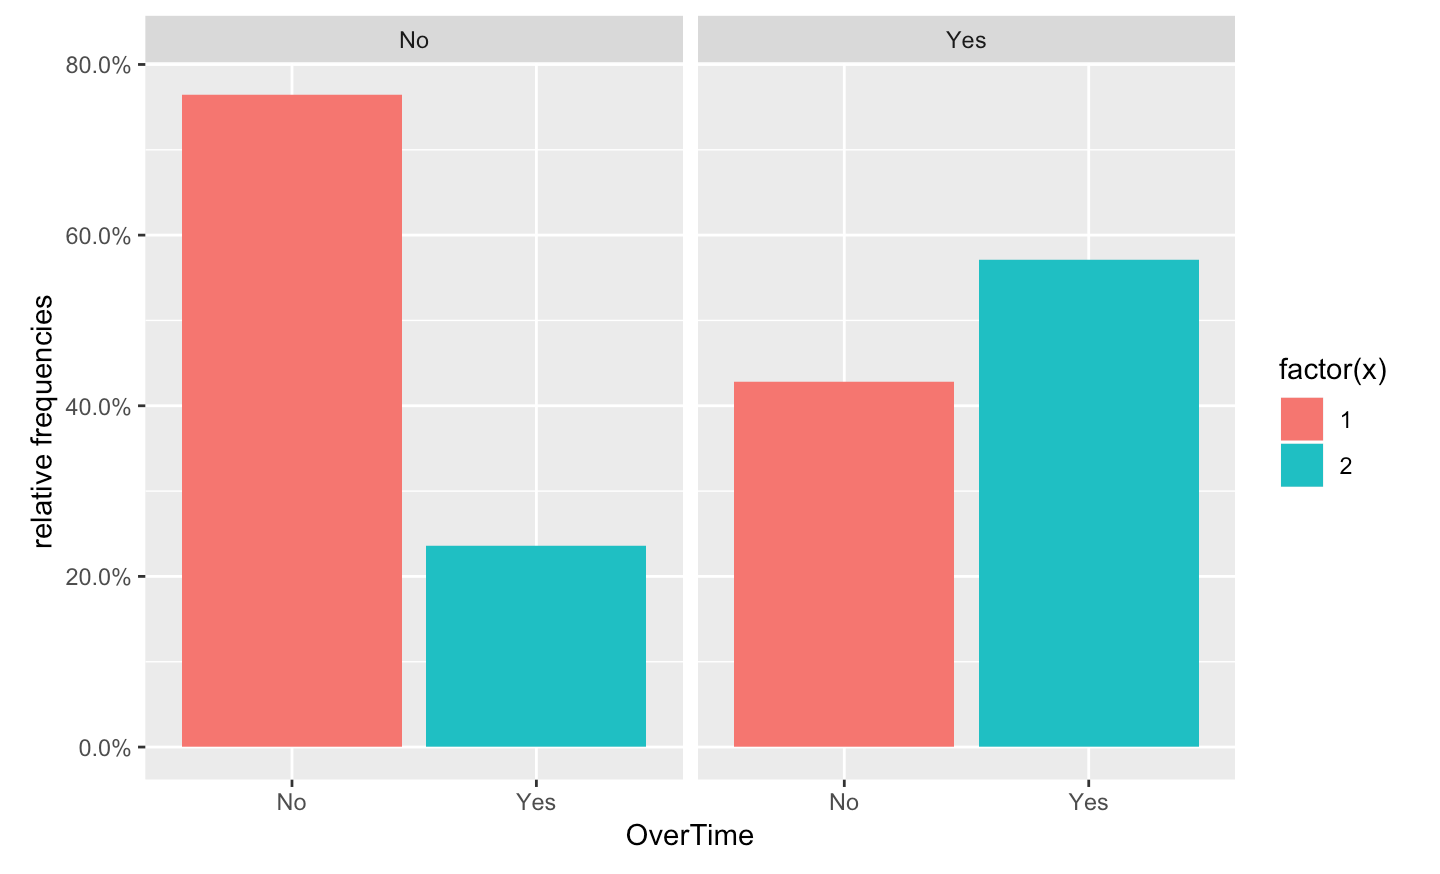 No
Yes
80.0%
60.0%
40.0%
20.0%
0.0%
relative frequencies
No
Yes
No
Yes
OverTime
factor(x)
1
2